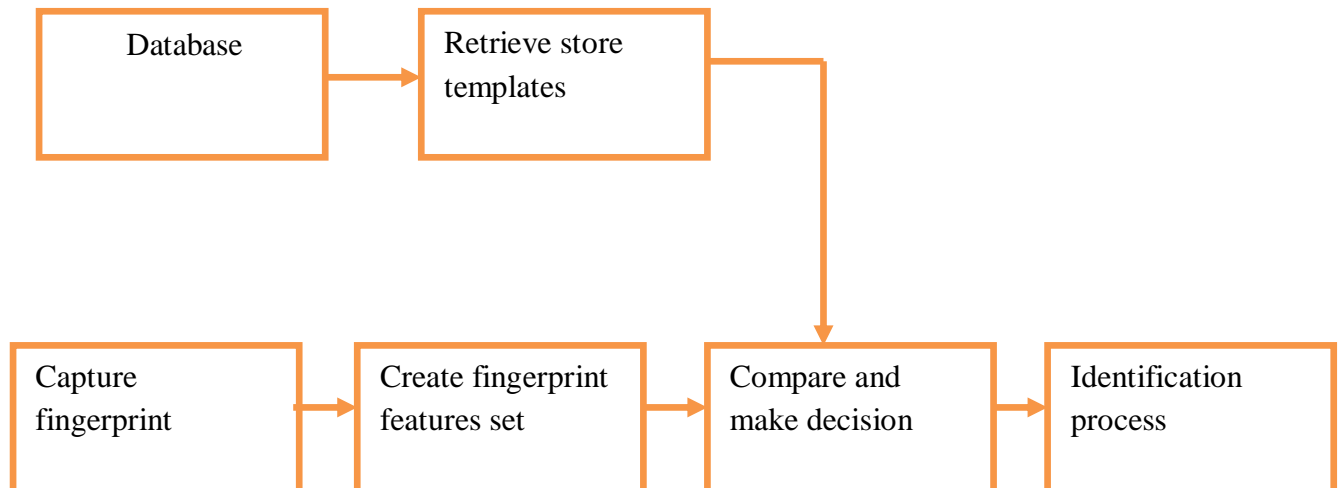 Database
Retrieve store
templates
Capture
fingerprint
Create fingerprint
features set
Compare and
make decision
Identification
process